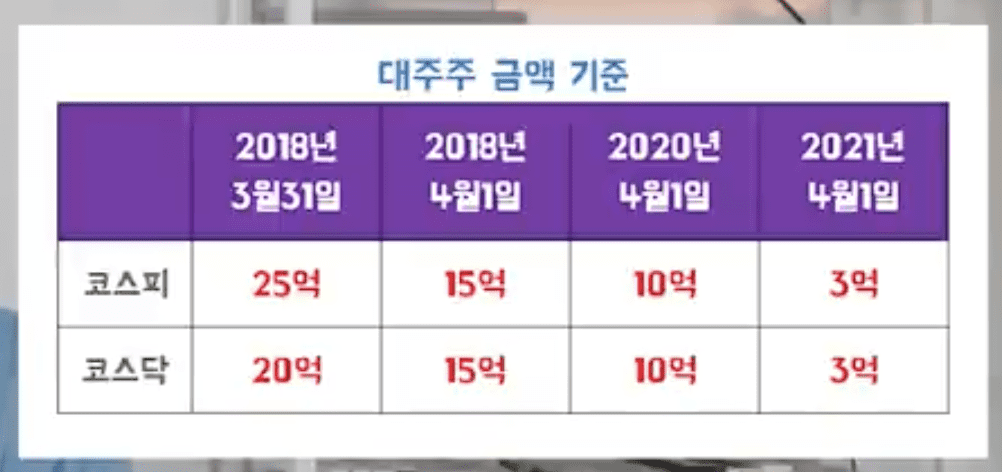 대주주 금액 기준
2018년 2018년 2020년 2021년
3월31일 4월1일 4월1일 4월1일
코스피 25억 15억 10억 3억
코스닥 20억 15억 10억 3억